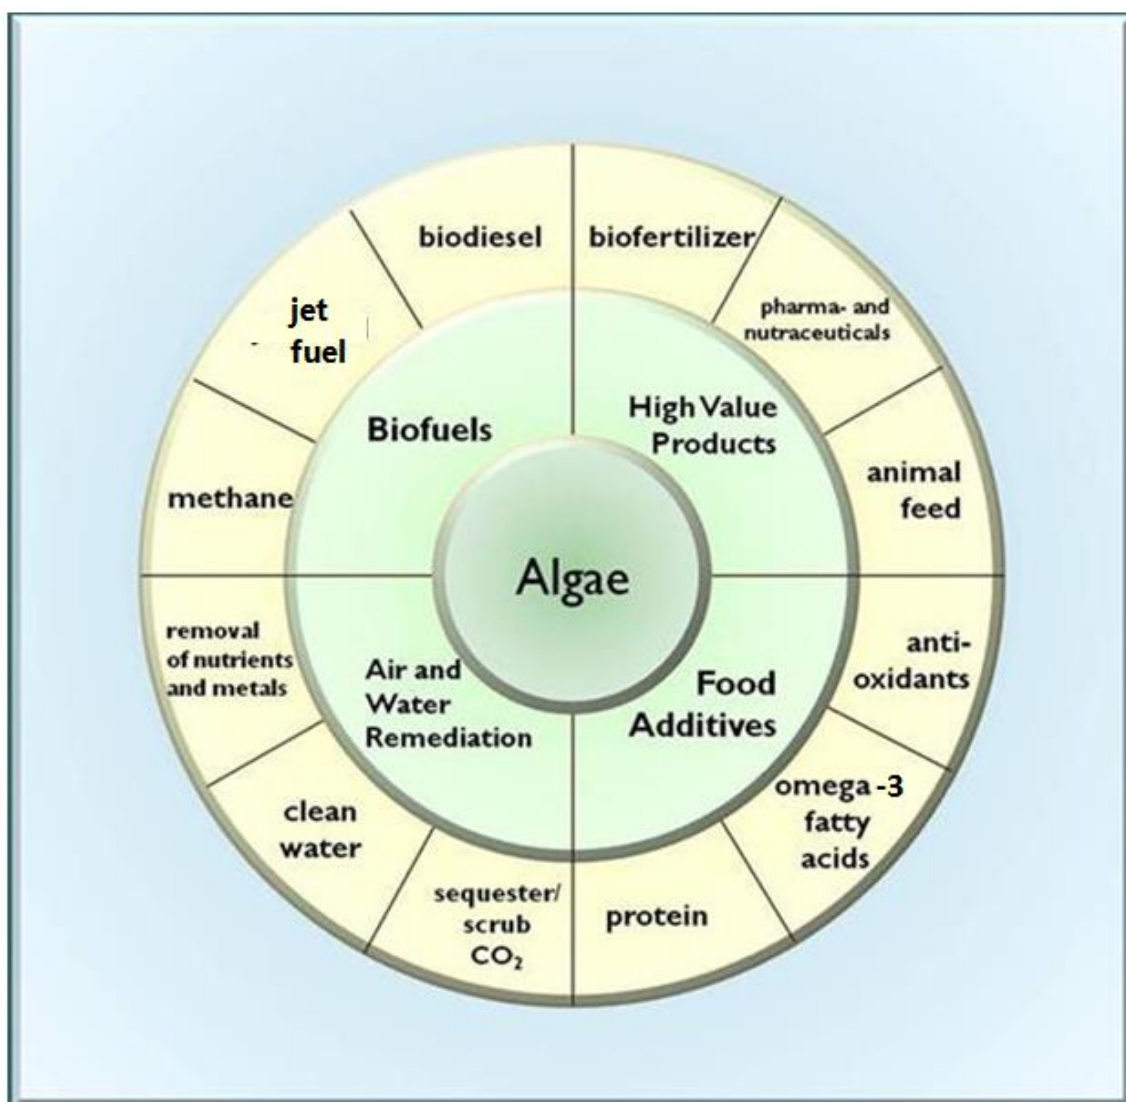 biodiesel
biofertilizer
jet
fuel
pharma- and
nutraceuticals
Biofuels
High Value
Products
methane
animal
feed
Algae
removal
of nutrients
and metals
Air and
Water
Remediation
Food
Additives
anti-
oxidants
clean
water
omega -3
fatty
acids
sequester/
scrub
CO₂
protein